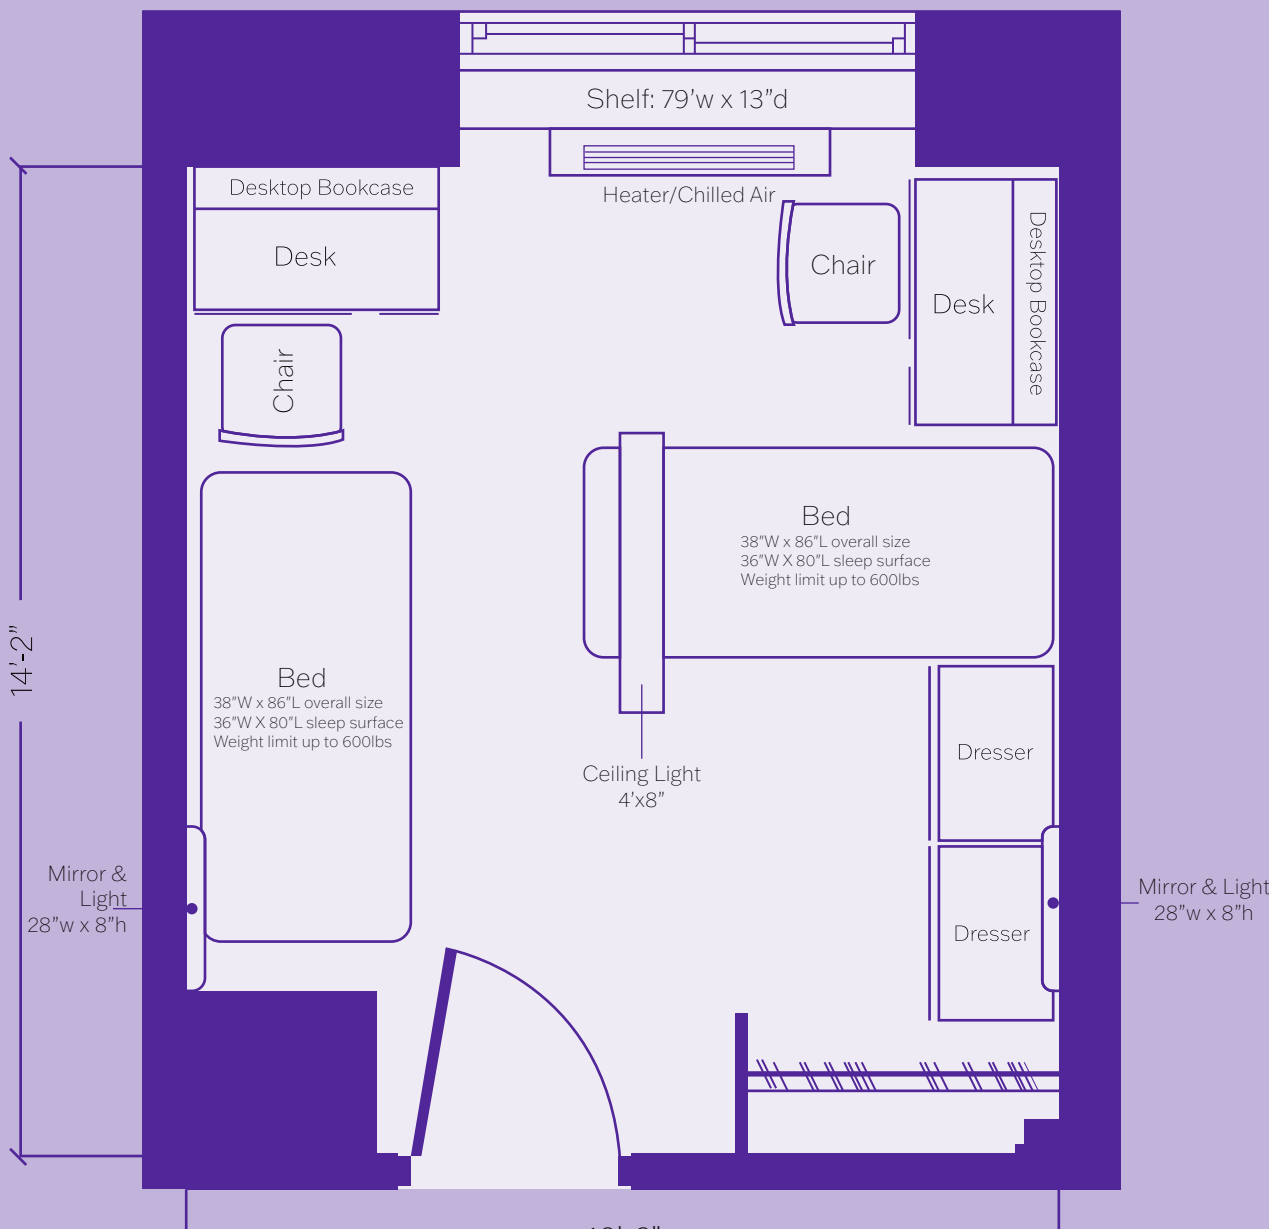 Shelf: 79’w x 13”d
Heater/Chilled Air
Desktop Bookcase
Desk
Chair
Chair
Desk
Desktop Bookcase
Bed
38"W x 86"L overall size
36"W X 80"L sleep surface
Weight limit up to 600lbs
14’-2”
Bed
38"W x 86"L overall size
36"W X 80"L sleep surface
Weight limit up to 600lbs
Dresser
Ceiling Light
4’x8”
Mirror &
Light
28”w x 8”h
Mirror & Light
28”w x 8”h
Dresser